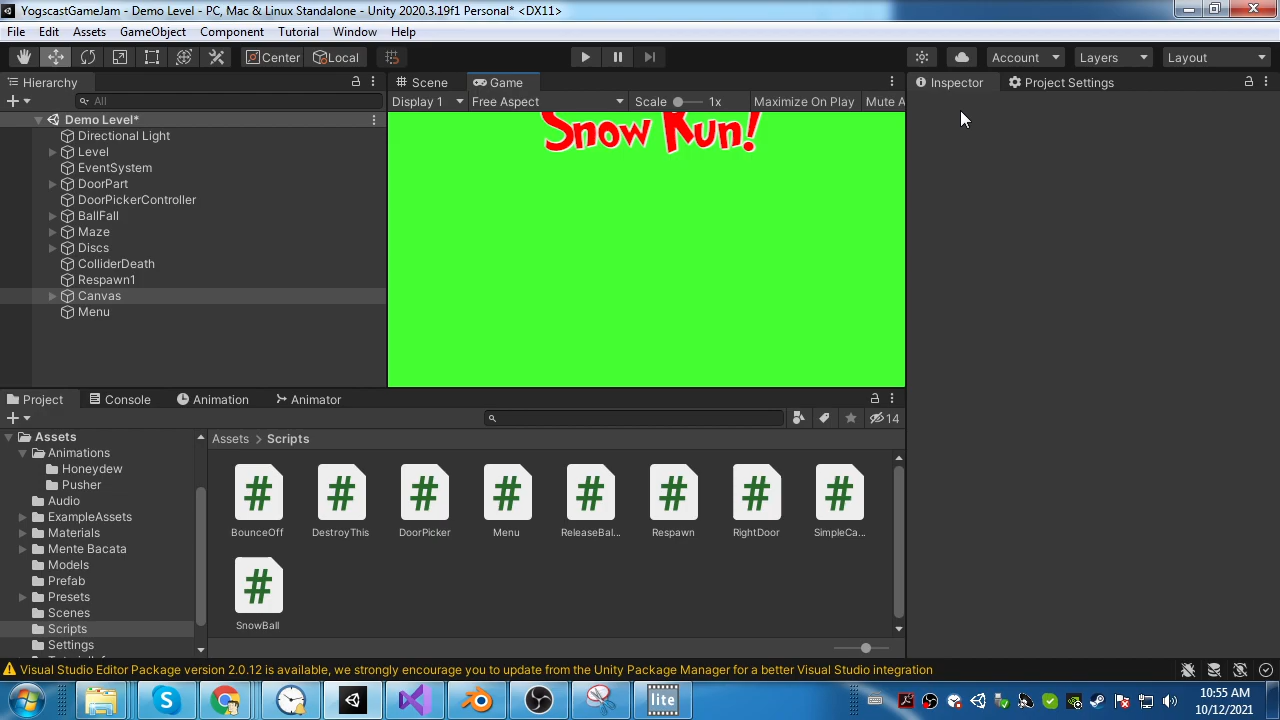 YogscastGameJam - Demo Level - PC, Mac & Linux Standalone - Unity 2020.3.19f1 Personal* <DX11>
File Edit Assets GameObject Component Tutorial Window Help
Center Local Account Layers Layout
Hierarchy Scene Game Inspector Project Settings
All Display 1 Free Aspect Scale 1x Maximize On Play Mute A
Demo Level*
Directional Light
Level
EventSystem
DoorPart
DoorPickerController
BallFall
Maze
Discs
ColliderDeath
Respawn1
Canvas
Menu
Snow Run!
Project Console Animation Animator
14
Assets
Animations
Honeydew
Pusher
Audio
ExampleAssets
Materials
Mente Bacata
Models
Prefab
Presets
Scenes
Scripts
Settings
Assets > Scripts
BounceOff DestroyThis DoorPicker Menu ReleaseBal... Respawn RightDoor SimpleCa...
SnowBall
Visual Studio Editor Package version 2.0.12 is available, we strongly encourage you to update from the Unity Package Manager for a better Visual Studio integration
lite
10:55 AM
10/12/2021